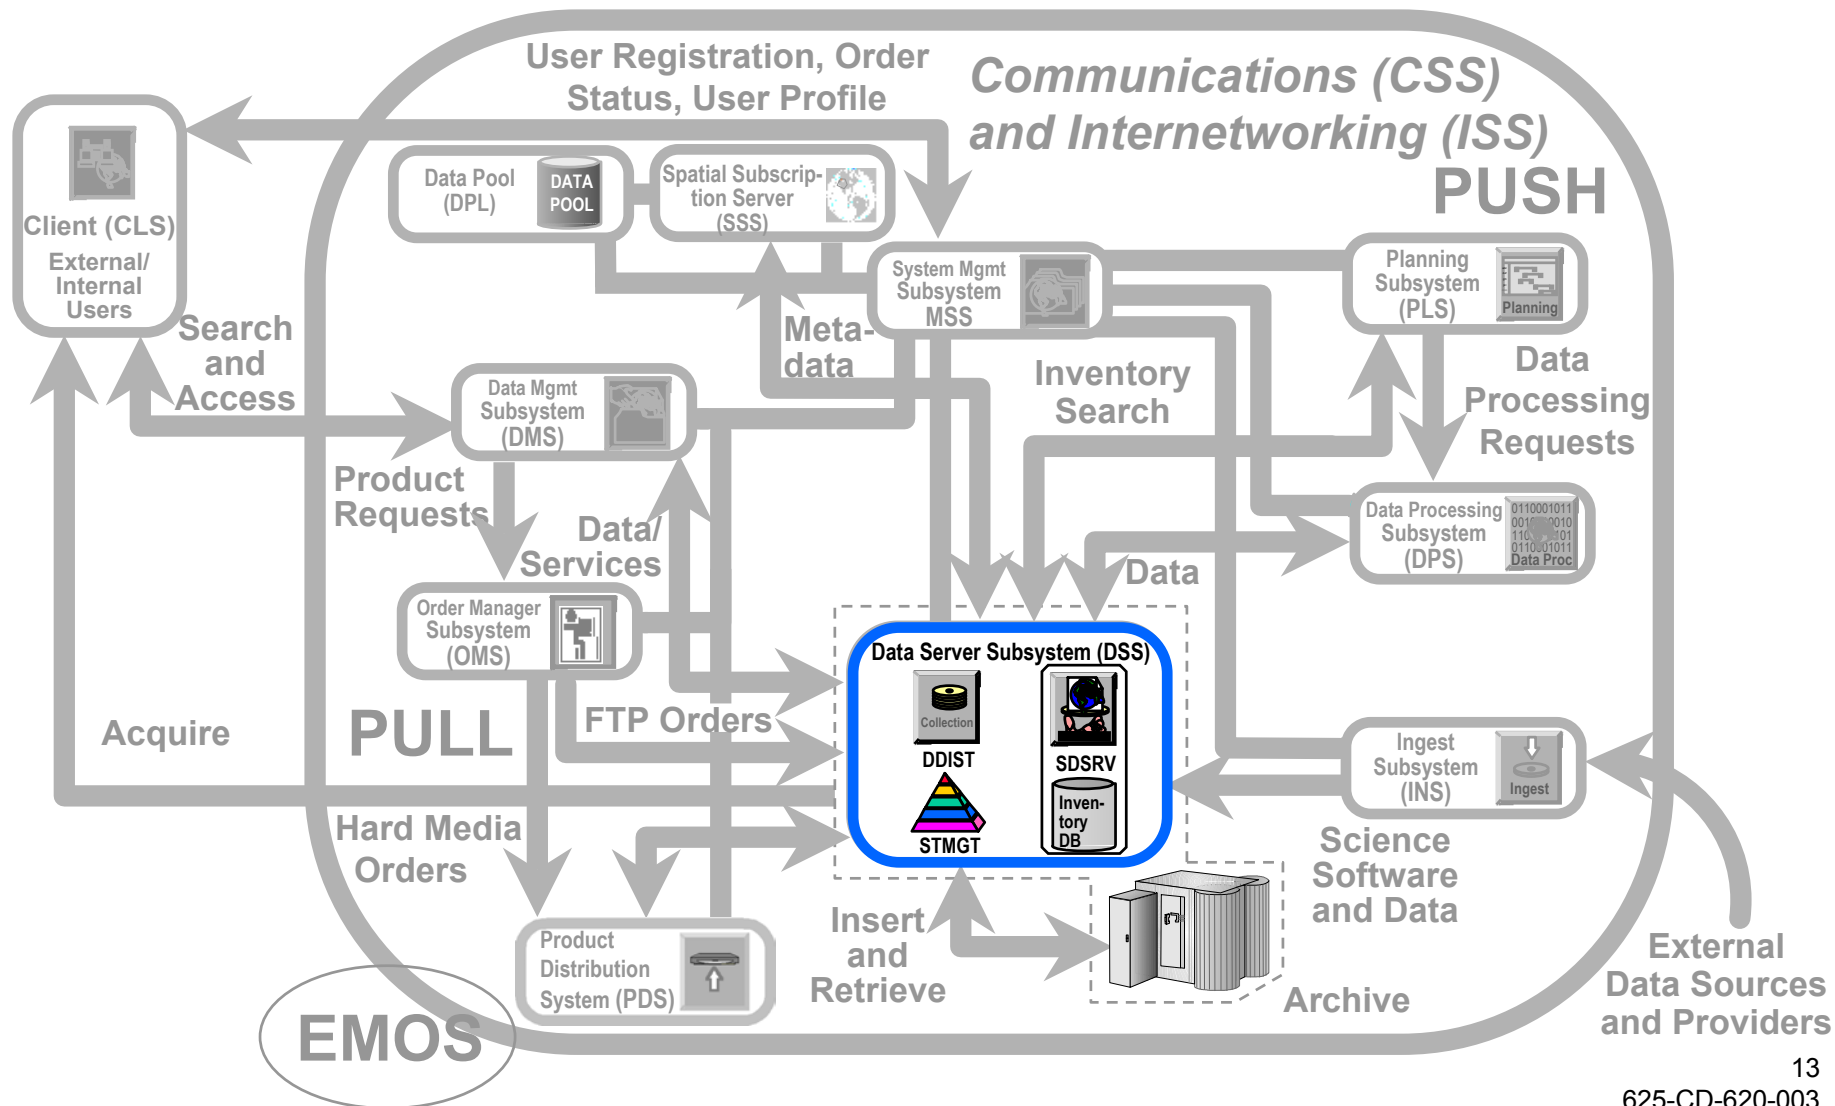 User Registration, Order
Status, User Profile
Communications (CSS)
and Internetworking (ISS)
PUSH
Client (CLS)
External/
Internal
Users
Data Pool
(DPL)
DATA
POOL
Spatial Subscrip-
tion Server
(SSS)
System Mgmt
Subsystem
MSS
Planning
Subsystem
(PLS)
Planning
Search
and
Access
Meta-
data
Inventory
Search
Data
Processing
Requests
Data Mgmt
Subsystem
(DMS)
Product
Requests
Data/
Services
Data Processing
Subsystem
(DPS)
0110001011
0110001011
Data Proc
Data
Order Manager
Subsystem
(OMS)
Data Server Subsystem (DSS)
Collection
DDIST
SDSRV
STMGT
Inven-
tory
DB
Acquire
PULL
FTP Orders
Ingest
Subsystem
(INS)
Ingest
Hard Media
Orders
Science
Software
and Data
Product
Distribution
System (PDS)
Insert
and
Retrieve
Archive
External
Data Sources
and Providers
EMOS
13
625-CD-620-003